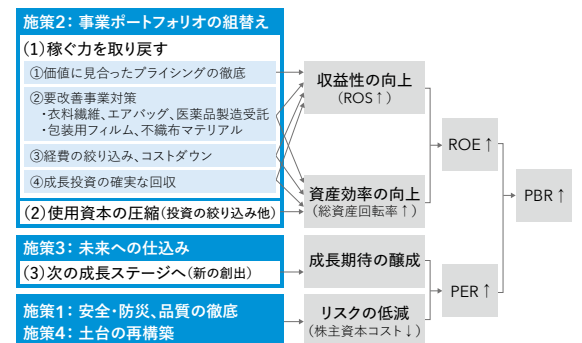 施策2：事業ポートフォリオの組替え
(1)稼ぐ力を取り戻す
①価値に見合ったプライシングの徹底
②要改善事業対策
・衣料繊維、エアバッグ、医薬品製造受託
・包装用フィルム、不織布マテリアル
③経費の絞り込み、コストダウン
④成長投資の確実な回収
(2)使用資本の圧縮(投資の絞り込み他)
施策3：未来への仕込み
(3)次の成長ステージへ(新の創出)
施策1：安全・防災、品質の徹底
施策4：土台の再構築
収益性の向上
(ROS↑)
資産効率の向上
(総資産回転率↑)
成長期待の醸成
リスクの低減
(株主資本コスト↓)
ROE↑
PER↑
PBR↑